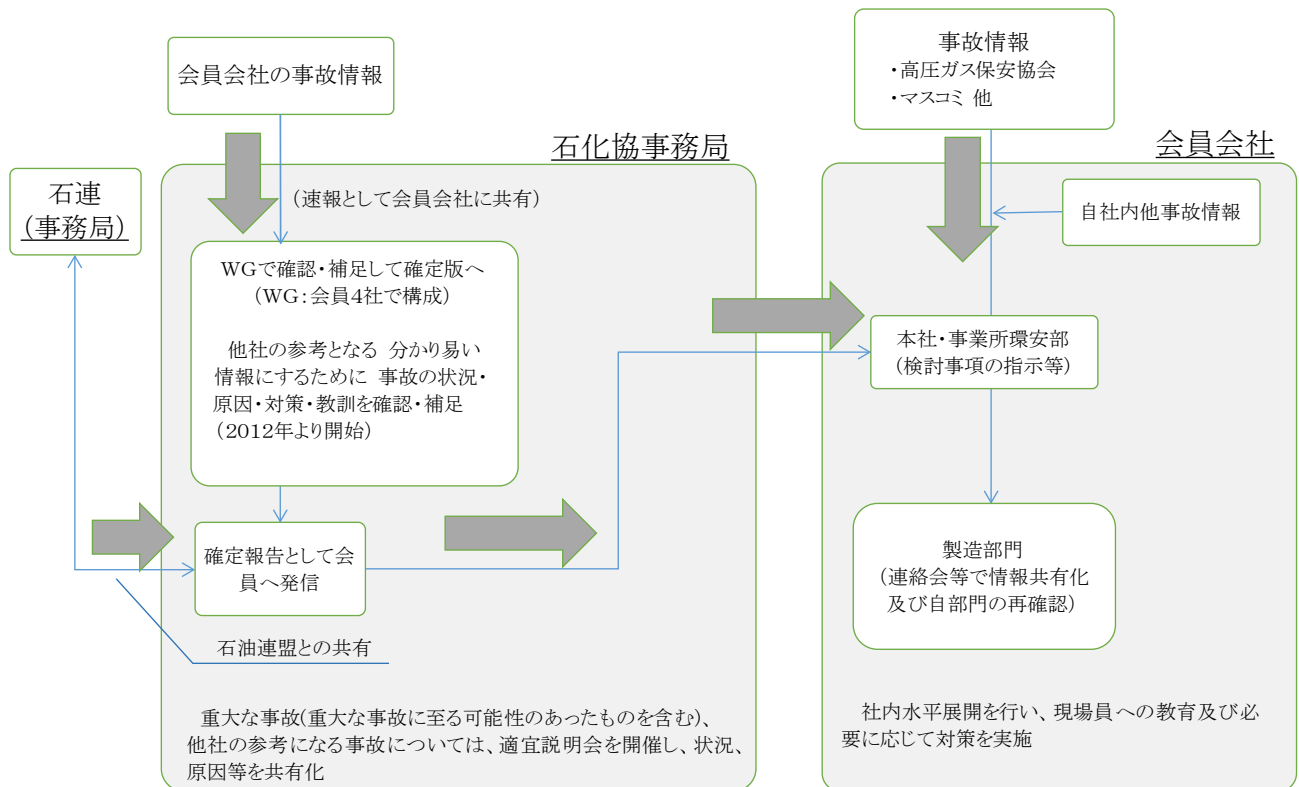 会員会社の事故情報
事故情報
・高圧ガス保安協会
・マスコミ 他
石化協事務局
会員会社
石連
(事務局)
(速報として会員会社に共有)
自社内他事故情報
WGで確認・補足して確定版へ
(WG:会員4社で構成)
他社の参考となる 分かり易い
情報にするために 事故の状況・
原因・対策・教訓を確認・補足
(2012年より開始)
本社・事業所環安部
(検討事項の指示等)
確定報告として会
員へ発信
製造部門
(連絡会等で情報共有化
及び自部門の再確認)
石油連盟との共有
重大な事故(重大な事故に至る可能性のあったものを含む)、
他社の参考になる事故については、適宜説明会を開催し、状況、
原因等を共有化
社内水平展開を行い、現場員への教育及び必
要に応じて対策を実施